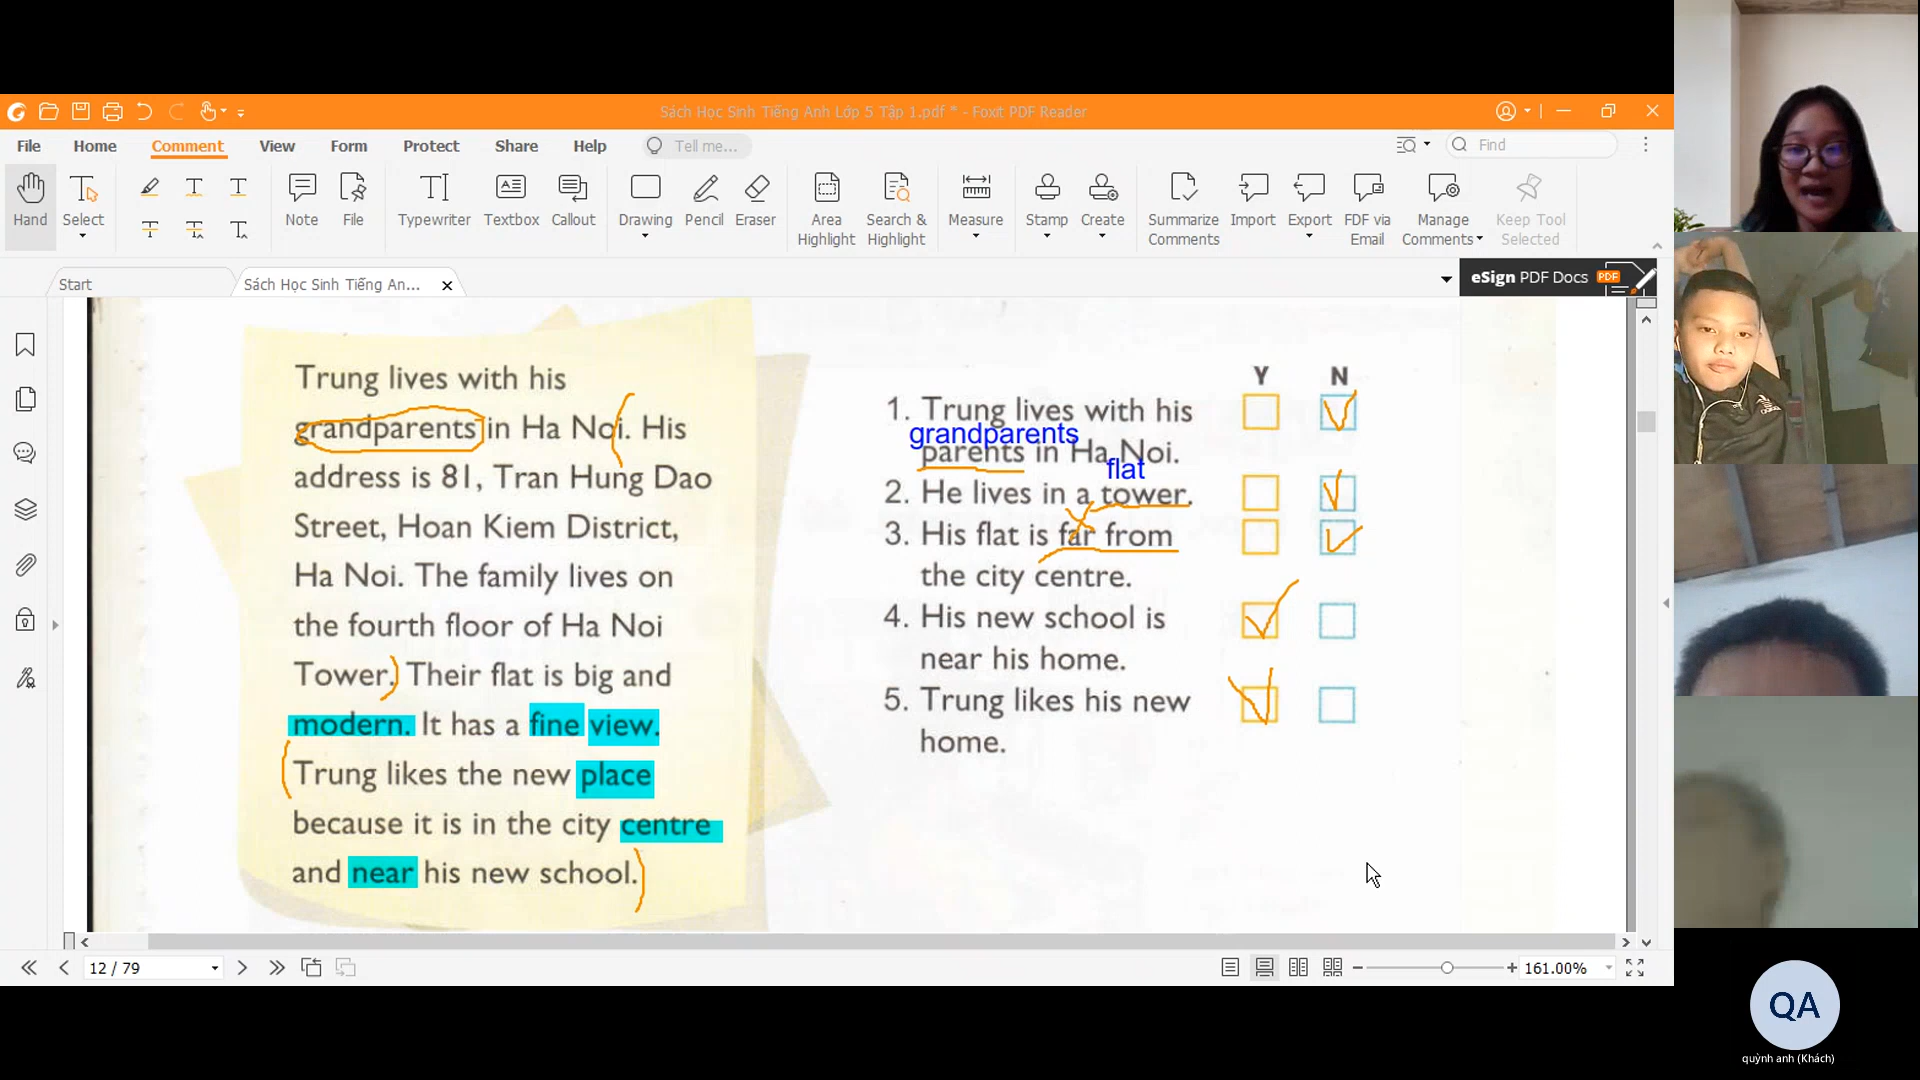 Sách Học Sinh Tiếng Anh Lớp 5 Tập 1.pdf * - Foxit PDF Reader
File Home Comment View Form Protect Share Help Tell me... Find
Hand Select Note File Typewriter Textbox Callout Drawing Pencil Eraser Area Highlight Search & Highlight Measure Stamp Create Summarize Comments Import Export FDF via Email Manage Comments Keep Tool Selected
Start Sách Học Sinh Tiếng An... eSign PDF Docs PDF
Trung lives with his
grandparents in Ha Noi. His
address is 81, Tran Hung Dao
Street, Hoan Kiem District,
Ha Noi. The family lives on
the fourth floor of Ha Noi
Tower. Their flat is big and
modern. It has a fine view.
Trung likes the new place
because it is in the city centre
and near his new school.
Y N
1. Trung lives with his
grandparents
parents in Ha Noi.
flat
2. He lives in a tower.
3. His flat is far from
the city centre.
4. His new school is
near his home.
5. Trung likes his new
home.
12 / 79 161.00%
QA
quỳnh anh (Khách)